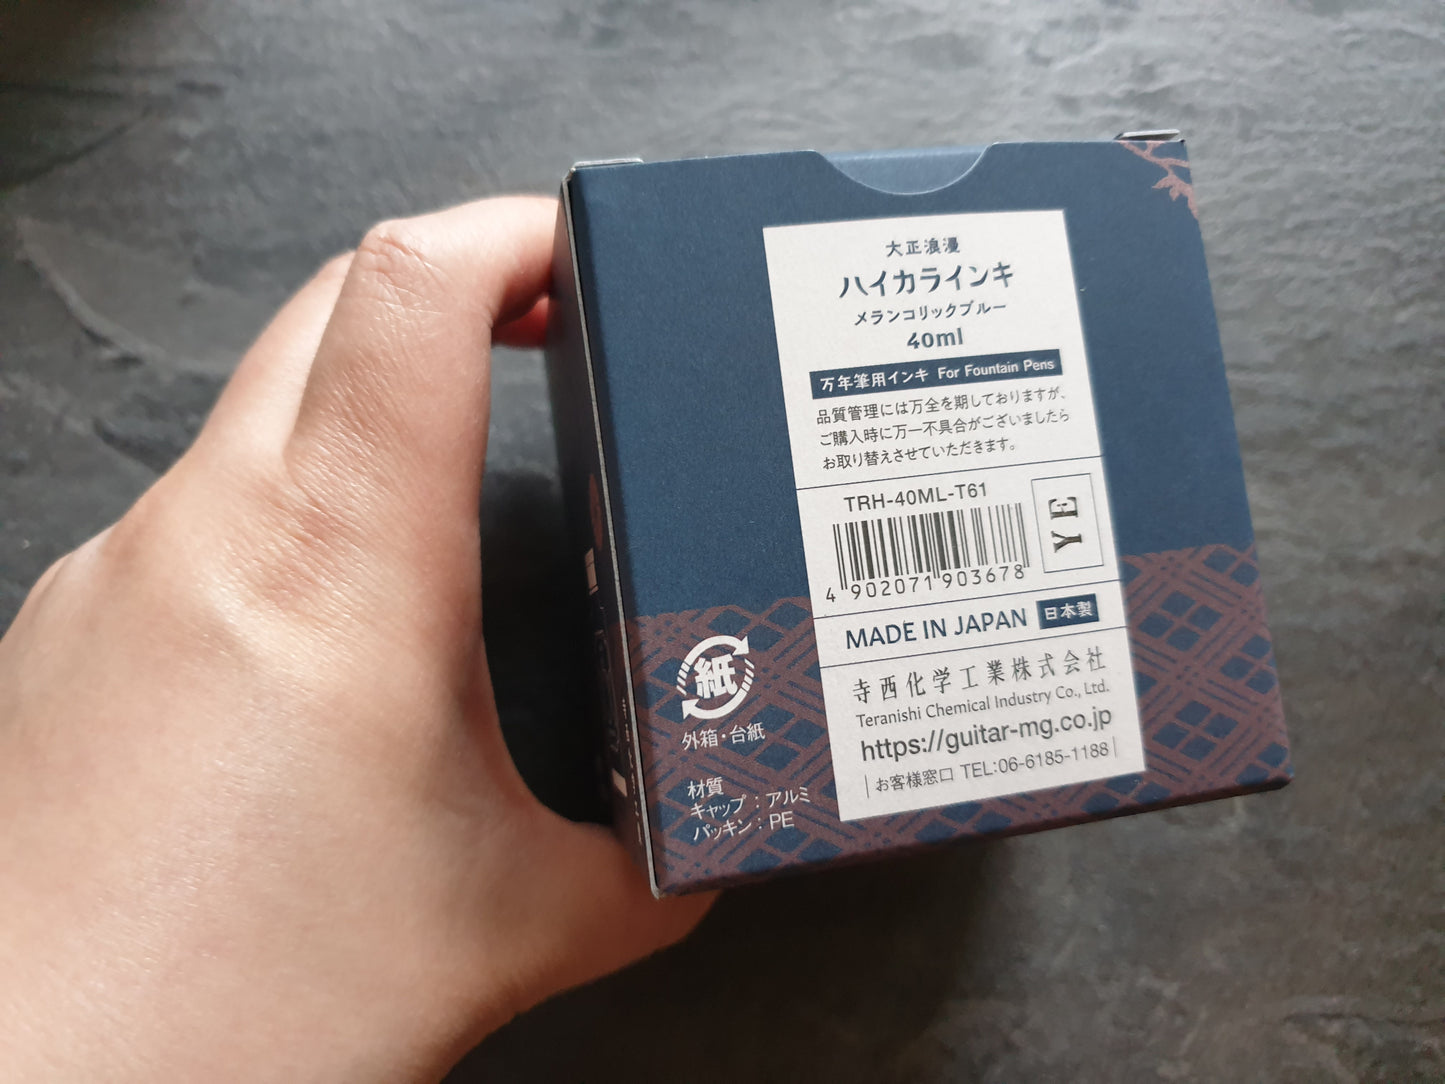 大正浪漫
ハイカラインキ
メランコリックブルー
40ml
万年筆用インキ For Fountain Pens
品質管理には万全を期しておりますが、
ご購入時に万一不具合がございましたら
お取り替えさせていただきます。
TRH-40ML-T61
YE
4 902071 903678
MADE IN JAPAN 日本製
寺西化学工業株式会社
Teranishi Chemical Industry Co., Ltd.
https://guitar-mg.co.jp
お客様窓口 TEL:06-6185-1188
紙
外箱・台紙
材質
キャップ：アルミ
パッキン：PE